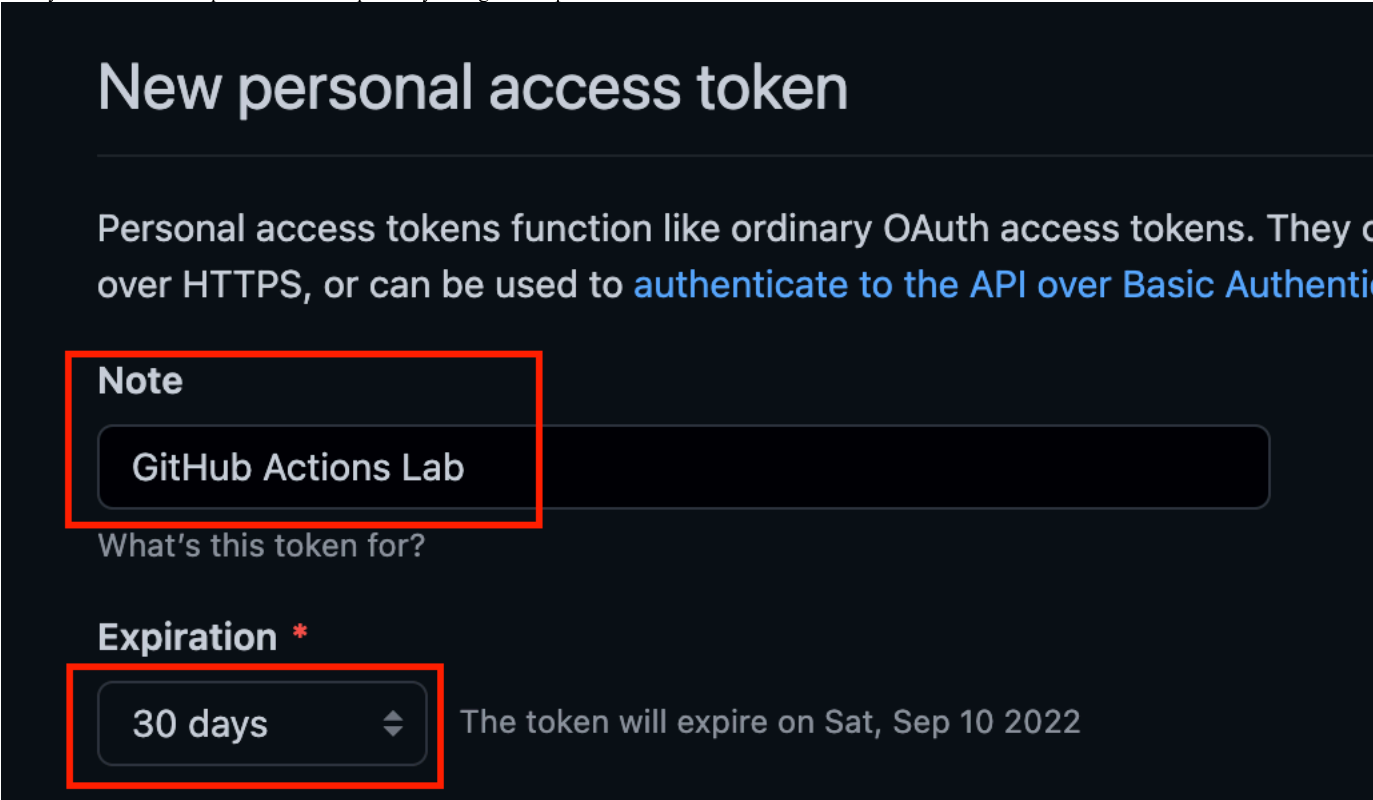 New personal access token
Personal access tokens function like ordinary OAuth access tokens. They
over HTTPS, or can be used to authenticate to the API over Basic Authenti
Note
GitHub Actions Lab
What's this token for?
Expiration *
30 days The token will expire on Sat, Sep 10 2022